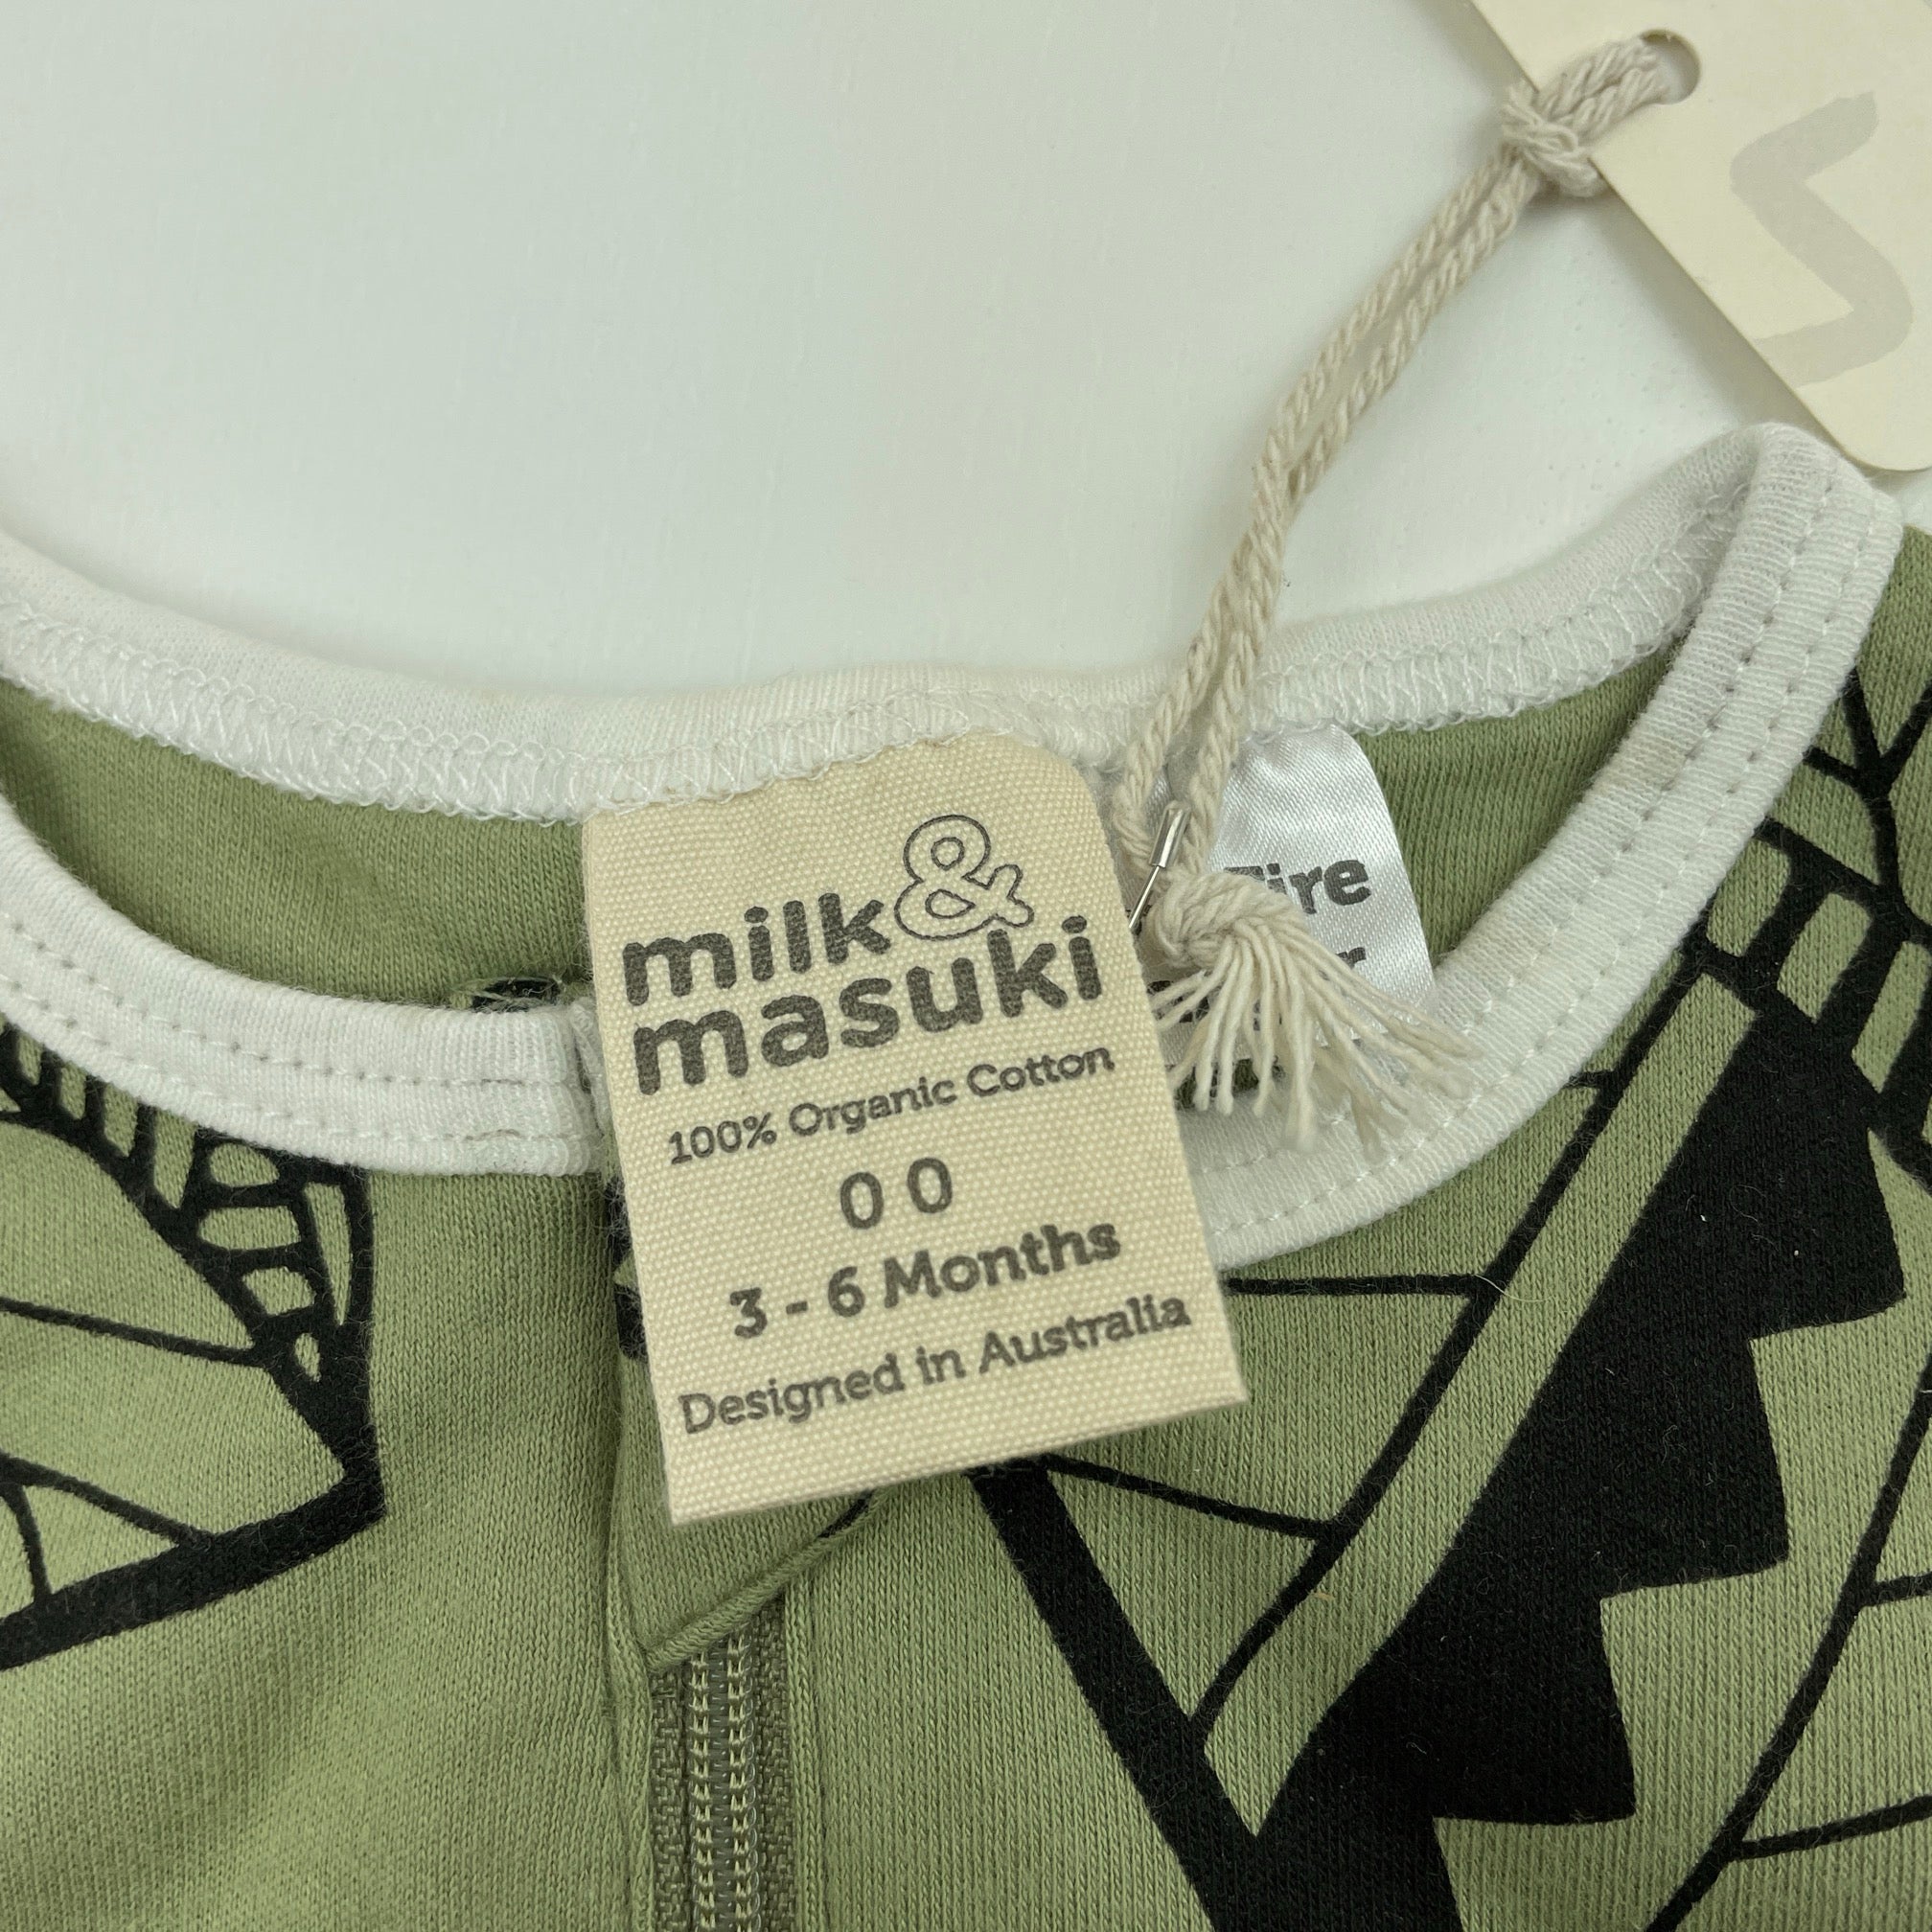 milk &
masuki
100% Organic Cotton
0 0
3 - 6 Months
Designed in Australia